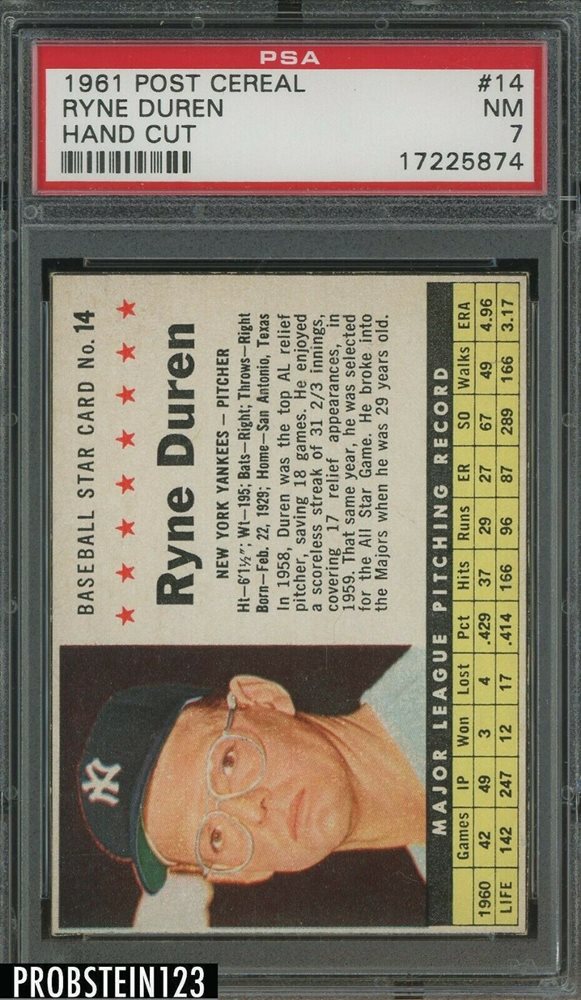 PSA
1961 POST CEREAL #14
RYNE DUREN NM
HAND CUT 7
17225874
BASEBALL STAR CARD No. 14
Ryne Duren
NEW YORK YANKEES – PITCHER
Ht–6'1½"; Wt–195; Bats–Right; Throws–Right
Born–Feb. 22, 1929; Home–San Antonio, Texas
In 1958, Duren was the top AL relief
pitcher, saving 18 games. He enjoyed
a scoreless streak of 31 2/3 innings,
covering 17 relief appearances, in
1959. That same year, he was selected
for the All Star Game. He broke into
the Majors when he was 29 years old.
NY
MAJOR LEAGUE PITCHING RECORD
Games IP Won Lost Pct Hits Runs ER SO Walks ERA
1960 42 49 3 4 .429 37 29 27 67 49 4.96
LIFE 142 247 12 17 .414 166 96 87 289 166 3.17
PROBSTEIN123